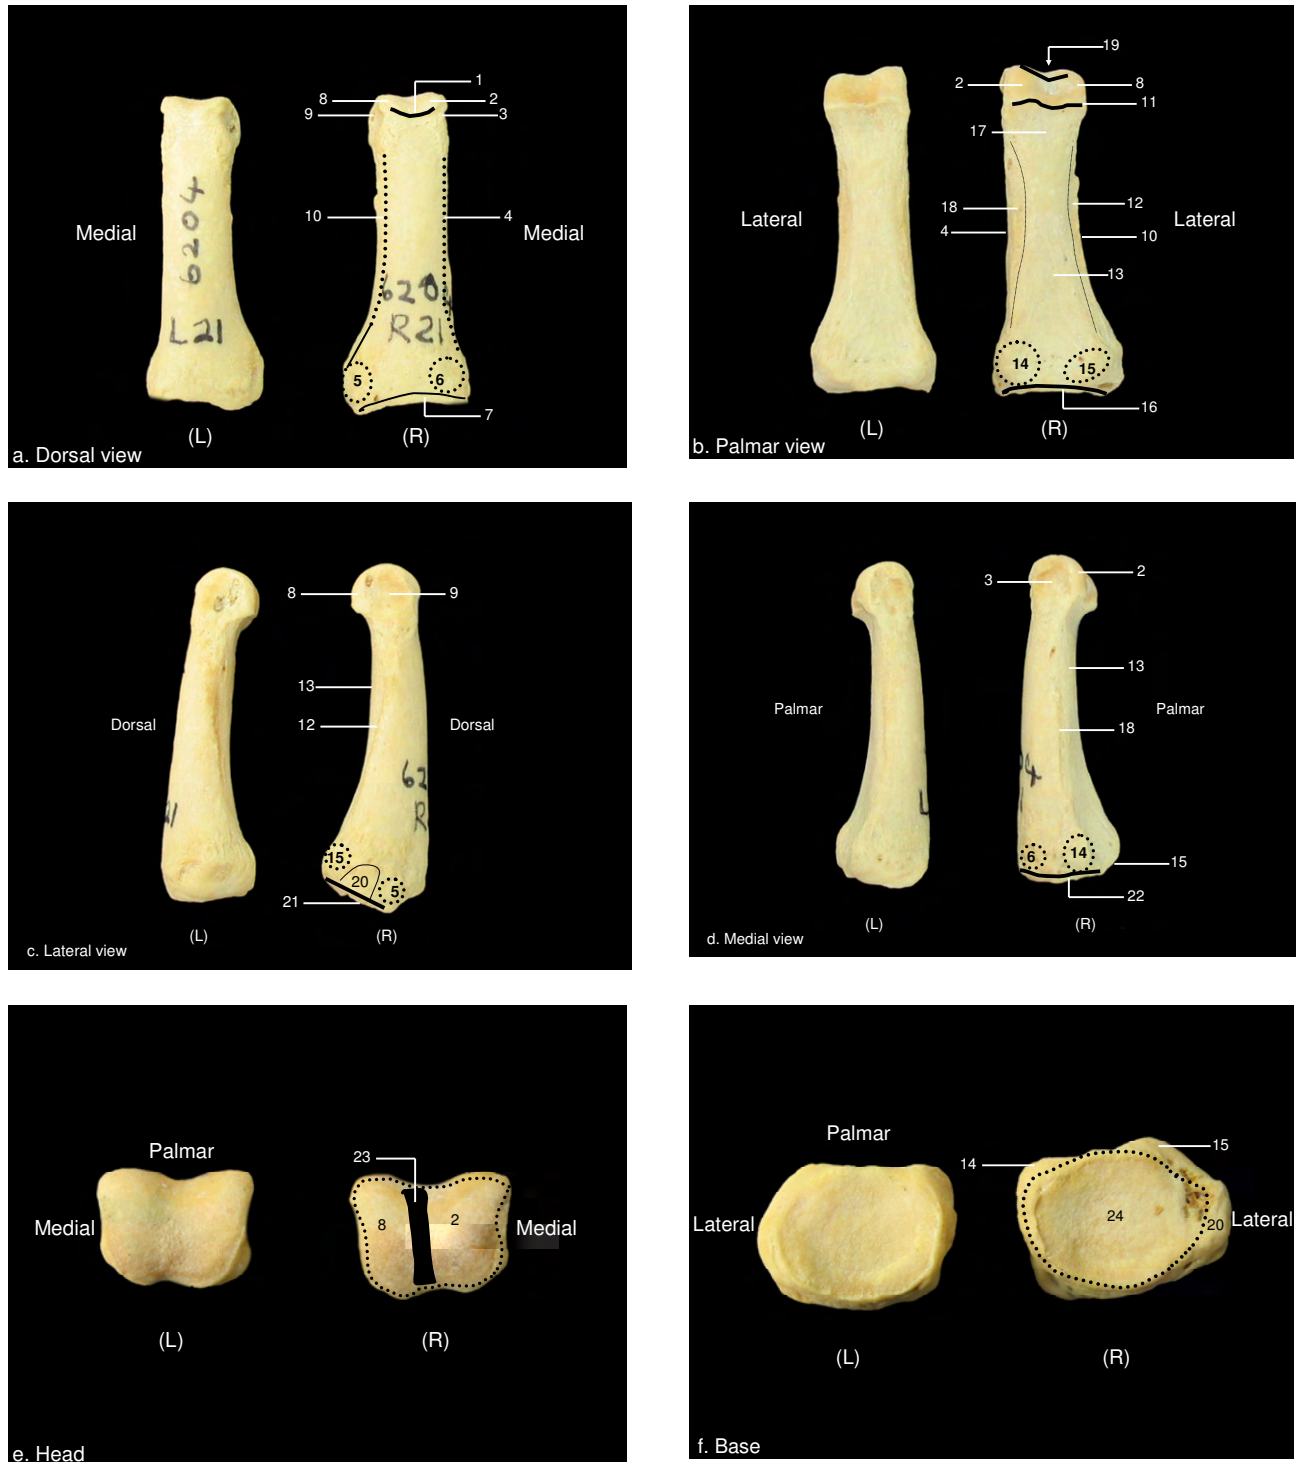 1
8
2
9
3
10
4
Medial
Medial
6204
L21
6204
R21
5
6
7
(L)
(R)
a. Dorsal view
19
2
8
11
17
18
12
4
10
Lateral
Lateral
13
14
15
16
(L)
(R)
b. Palmar view
8
9
13
12
Dorsal
Dorsal
21
62
R
15
20
5
21
(L)
(R)
c. Lateral view
3
2
13
Palmar
Palmar
18
4
L
6
14
15
22
(L)
(R)
d. Medial view
Palmar
23
8
2
Medial
Medial
(L)
(R)
e. Head
Palmar
15
14
24
20
Lateral
Lateral
(L)
(R)
f. Base